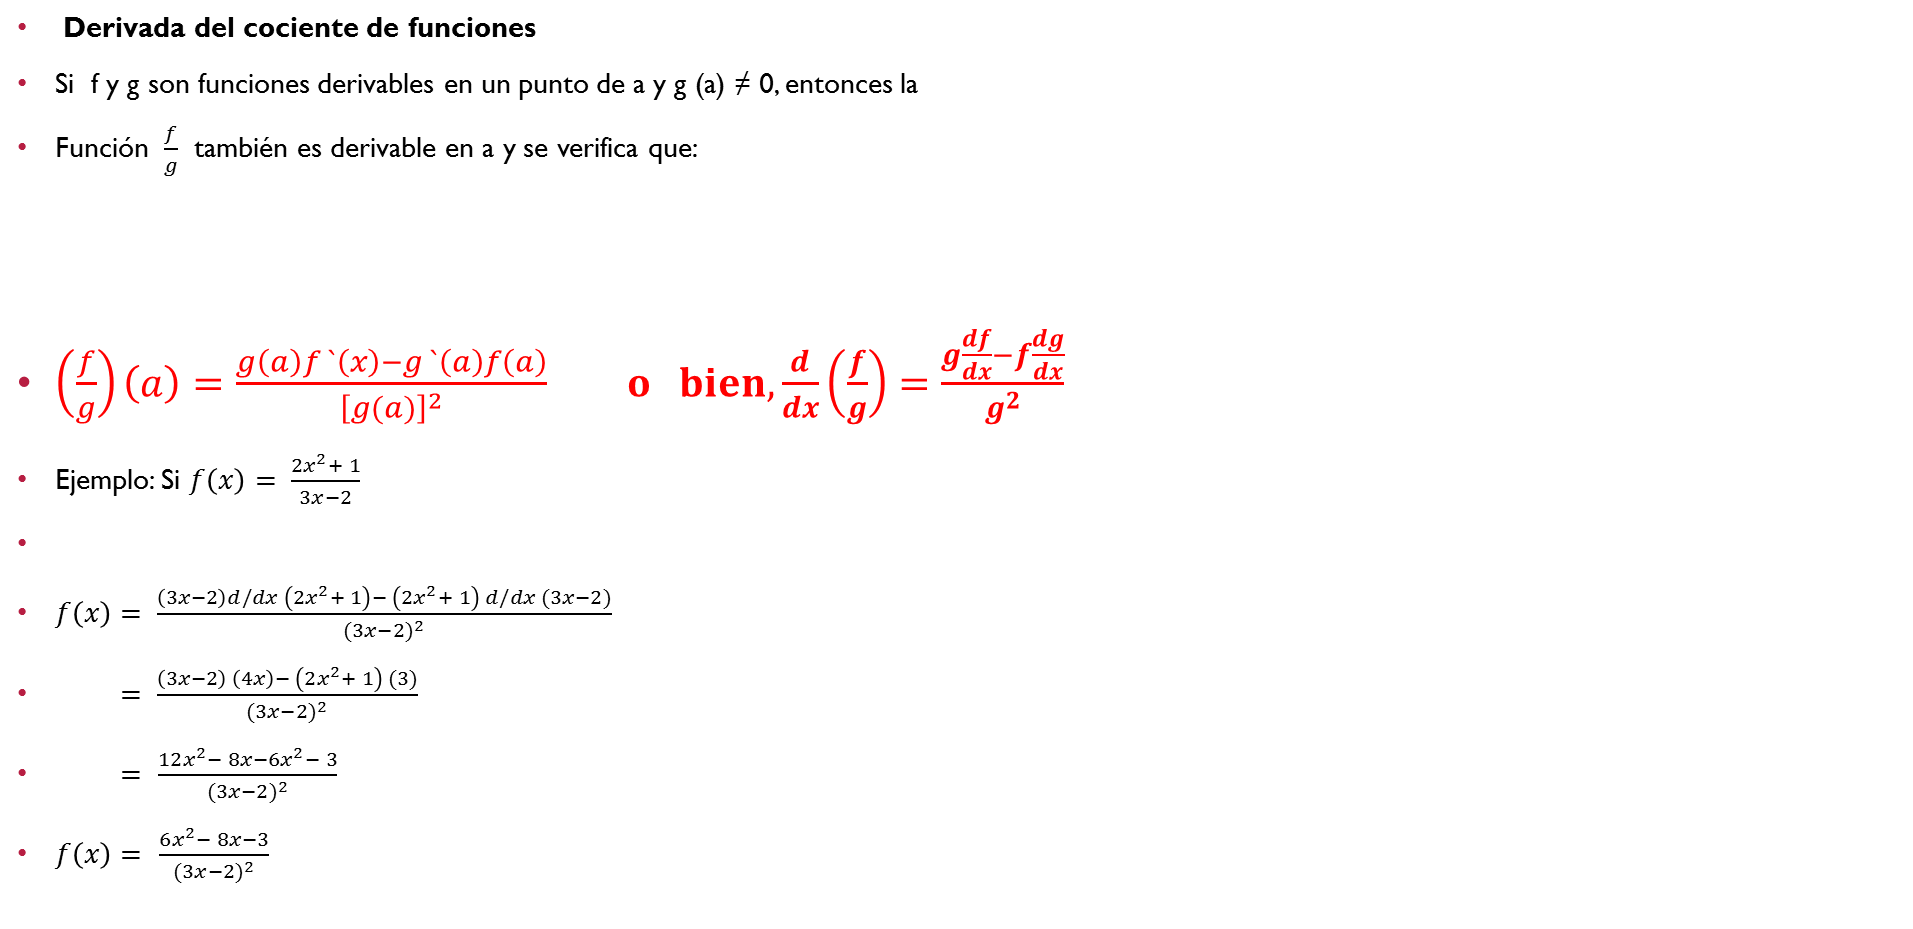 • Derivada del cociente de funciones
• Si f y g son funciones derivables en un punto de a y g (a) ≠ 0, entonces la
• Función f/g también es derivable en a y se verifica que:
• (f/g)(a) = g(a)f`(x)−g`(a)f(a)/[g(a)]² o bien, d/dx(f/g) = g df/dx − f dg/dx / g²
• Ejemplo: Si f(x) = 2x²+ 1/3x−2
•
• f(x) = (3x−2)d/dx (2x²+ 1)− (2x²+ 1) d/dx (3x−2)/(3x−2)²
• = (3x−2) (4x)− (2x²+ 1) (3)/(3x−2)²
• = 12x²− 8x−6x²− 3/(3x−2)²
• f(x) = 6x²− 8x−3/(3x−2)²